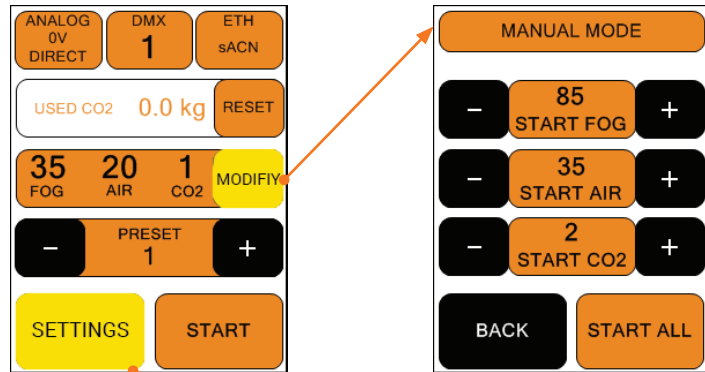 ANALOG
0V
DIRECT
DMX
1
ETH
sACN
USED CO2 0.0 kg
RESET
35 20 1
FOG AIR CO2
MODIFIY
-
PRESET
1
+
SETTINGS
START
MANUAL MODE
-
85
START FOG
+
-
35
START AIR
+
-
2
START CO2
+
BACK
START ALL